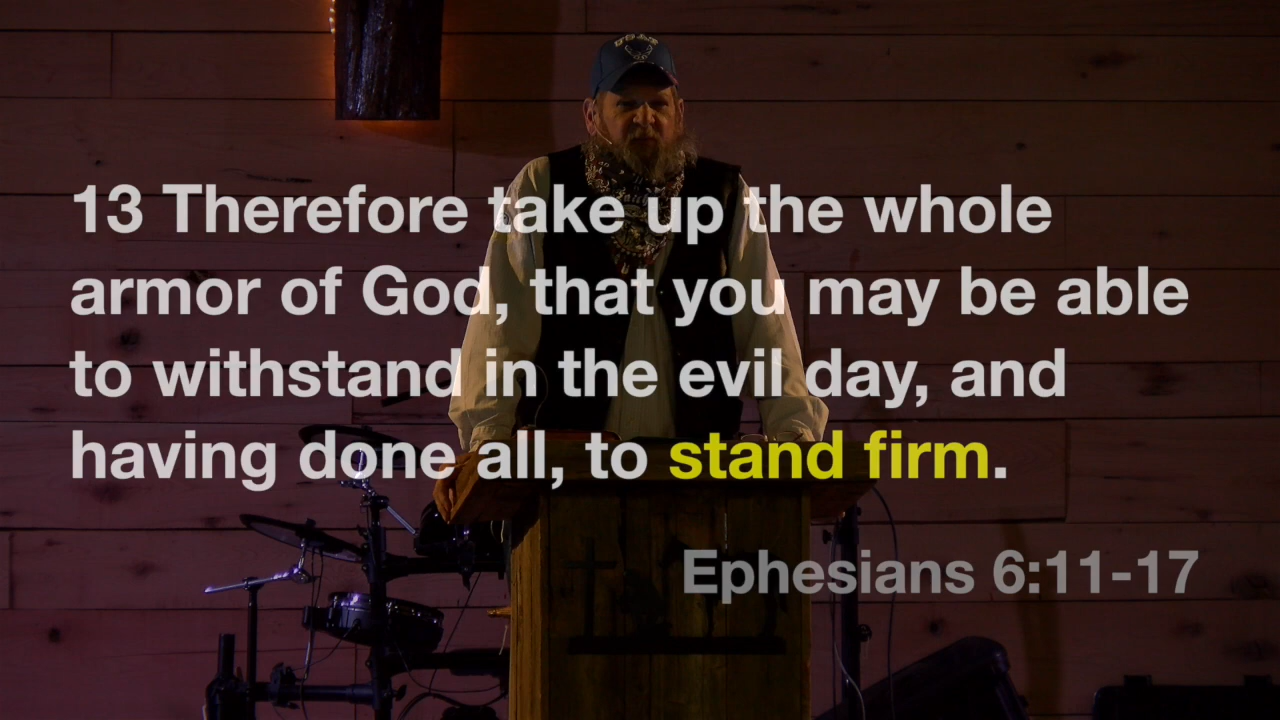 13 Therefore take up the whole
armor of God, that you may be able
to withstand in the evil day, and
having done all, to stand firm.
Ephesians 6:11-17